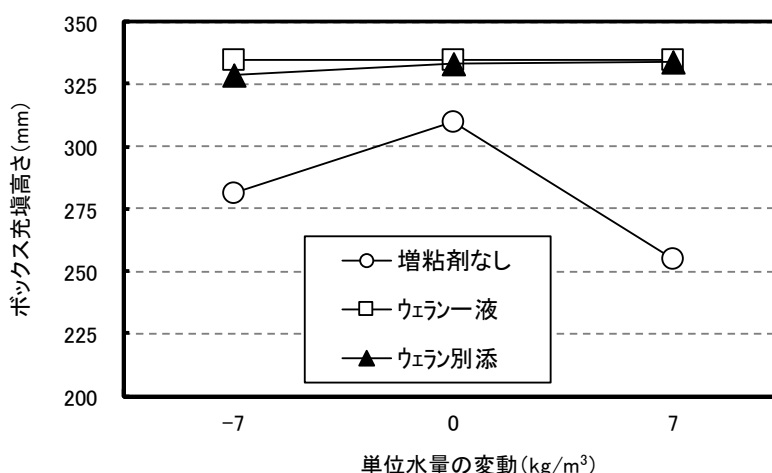 350
325
300
275
250
225
200
ボックス充填高さ(mm)
増粘剤なし
ウェラン一液
ウェラン別添
-7
0
7
単位水量の変動(kg/m³)